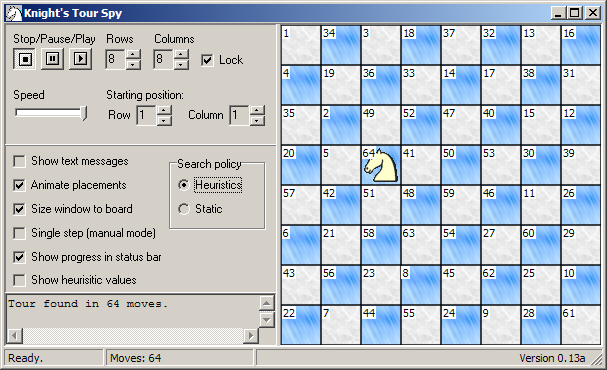 Knight's Tour Spy
Stop/Pause/Play Rows Columns
8 8 Lock
Speed Starting position:
Row 1 Column 1
Show text messages
Search policy
Animate placements
Heuristics
Size window to board
Static
Single step (manual mode)
Show progress in status bar
Show heurisitic values
Tour found in 64 moves.
1 34 3 18 37 32 13 16
4 19 36 33 14 17 38 31
35 2 49 52 47 40 15 12
20 5 64 41 50 53 30 39
57 42 51 48 59 46 11 26
6 21 58 63 54 27 60 29
43 56 23 8 45 62 25 10
22 7 44 55 24 9 28 61
Ready. Moves: 64 Version 0.13a